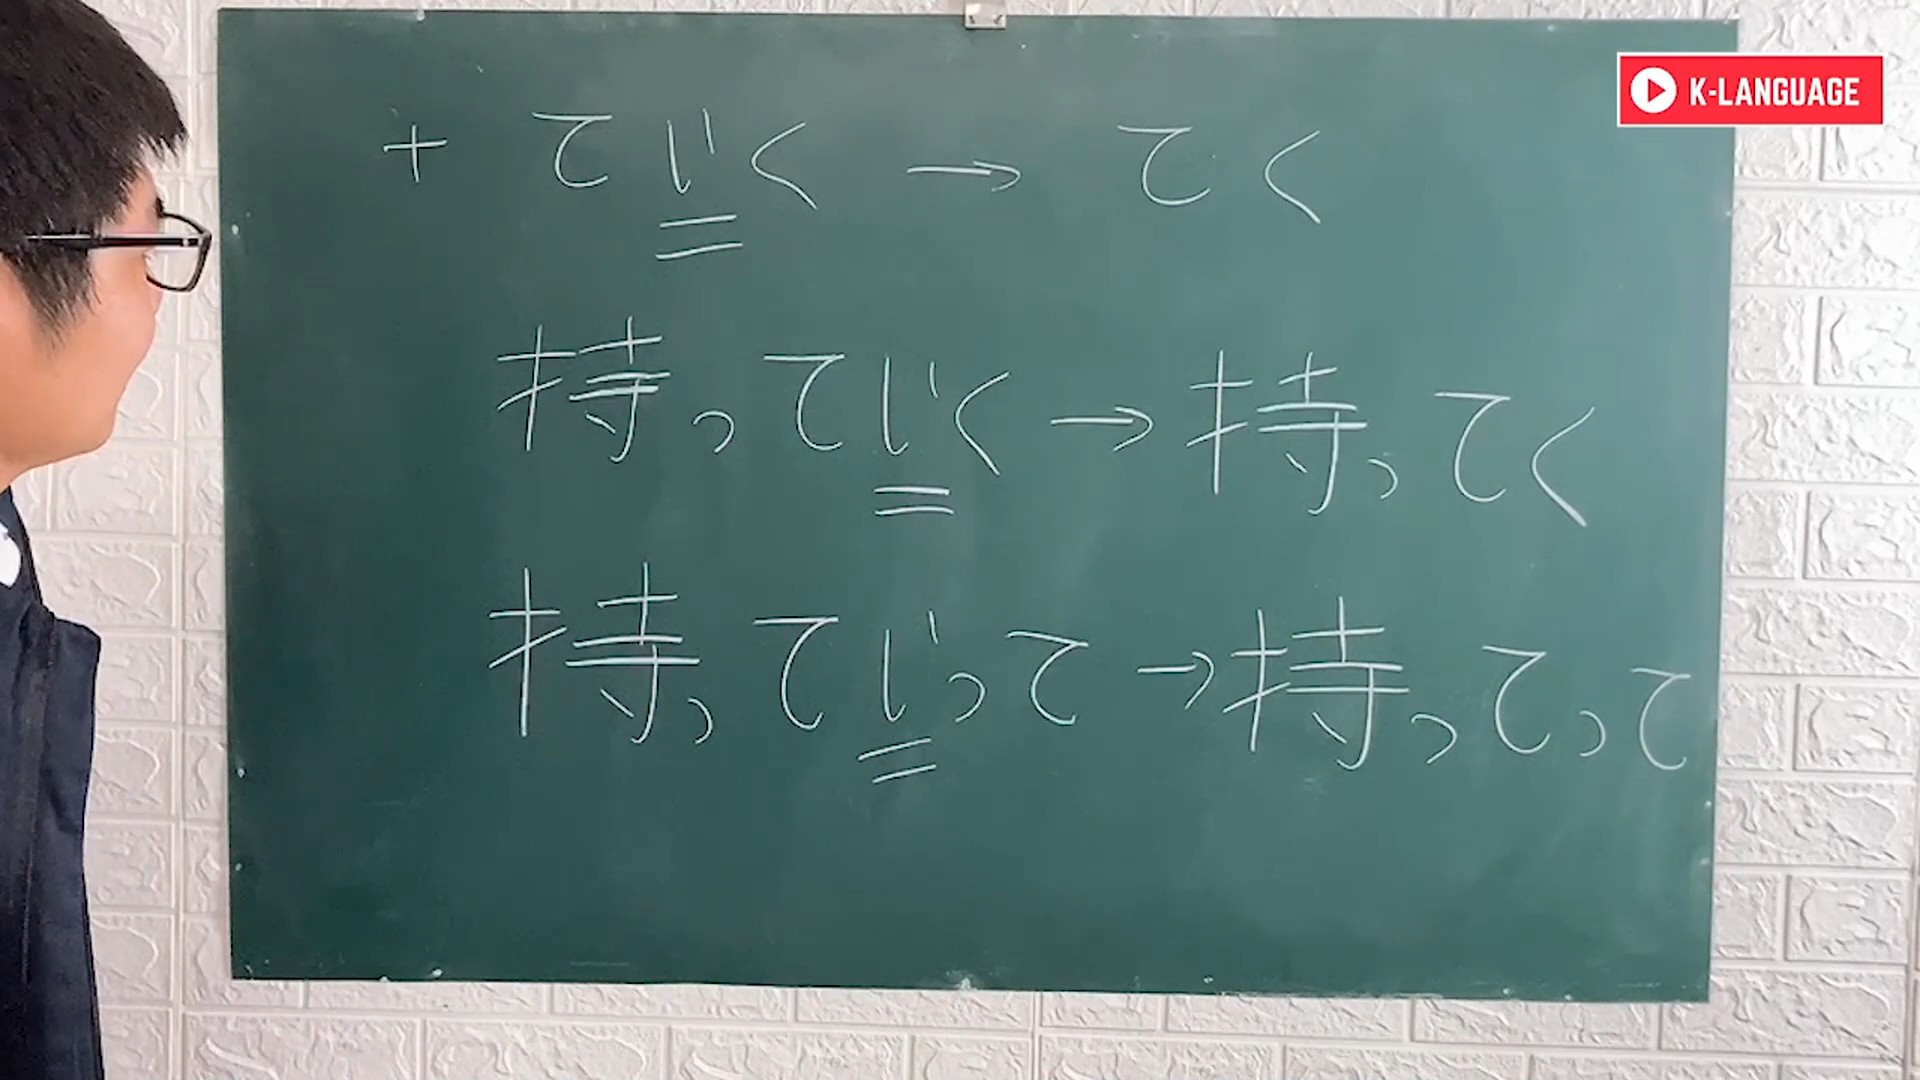 K-LANGUAGE
+ ていく → てく
持っていく → 持ってく
持っていって → 持ってって